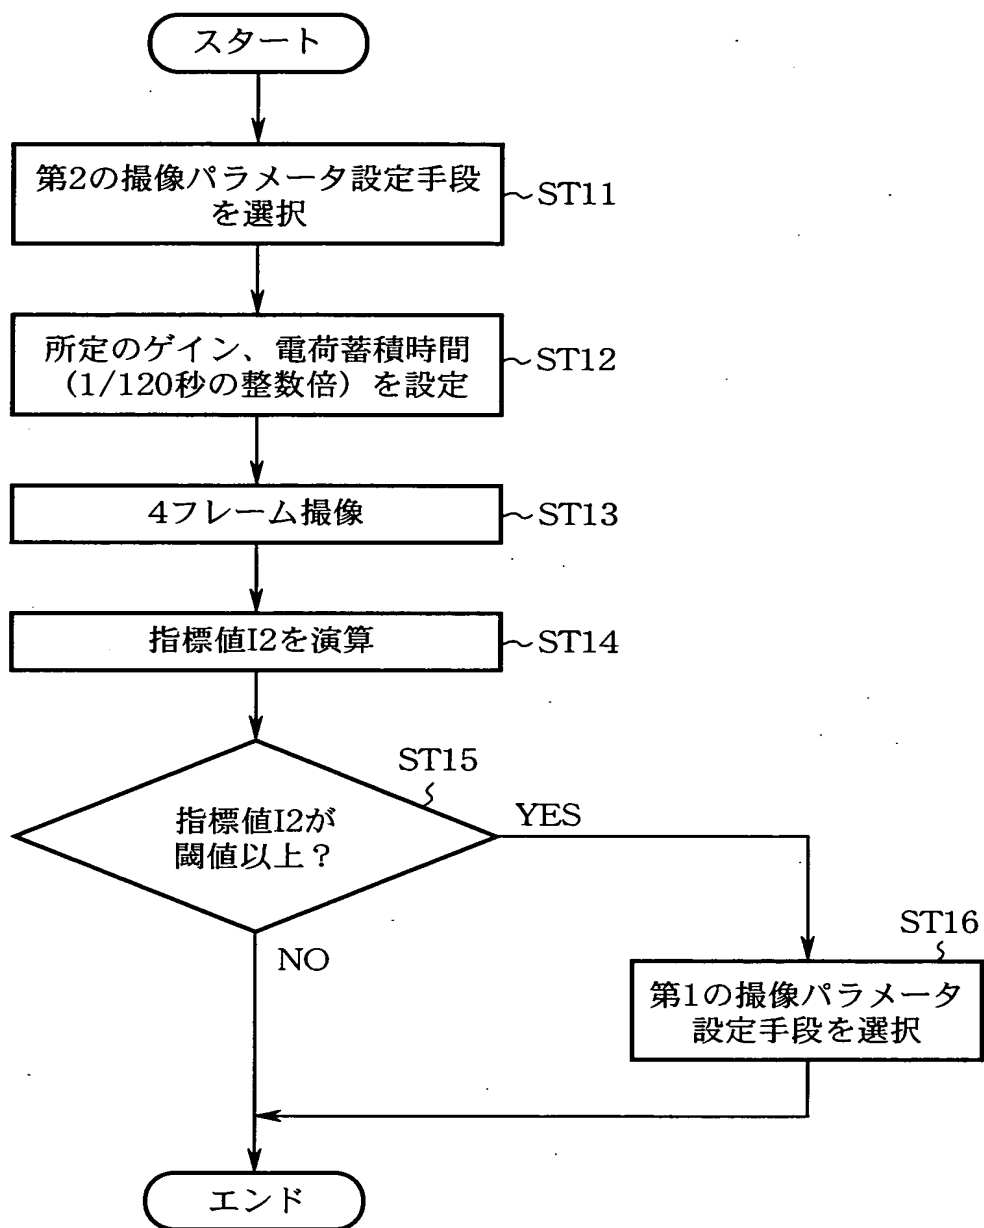 スタート
第2の撮像パラメータ設定手段
を選択
ST11
所定のゲイン、電荷蓄積時間
（1/120秒の整数倍）を設定
ST12
4フレーム撮像
ST13
指標値I2を演算
ST14
ST15
指標値I2が
閾値以上？
YES
NO
ST16
第1の撮像パラメータ
設定手段を選択
エンド